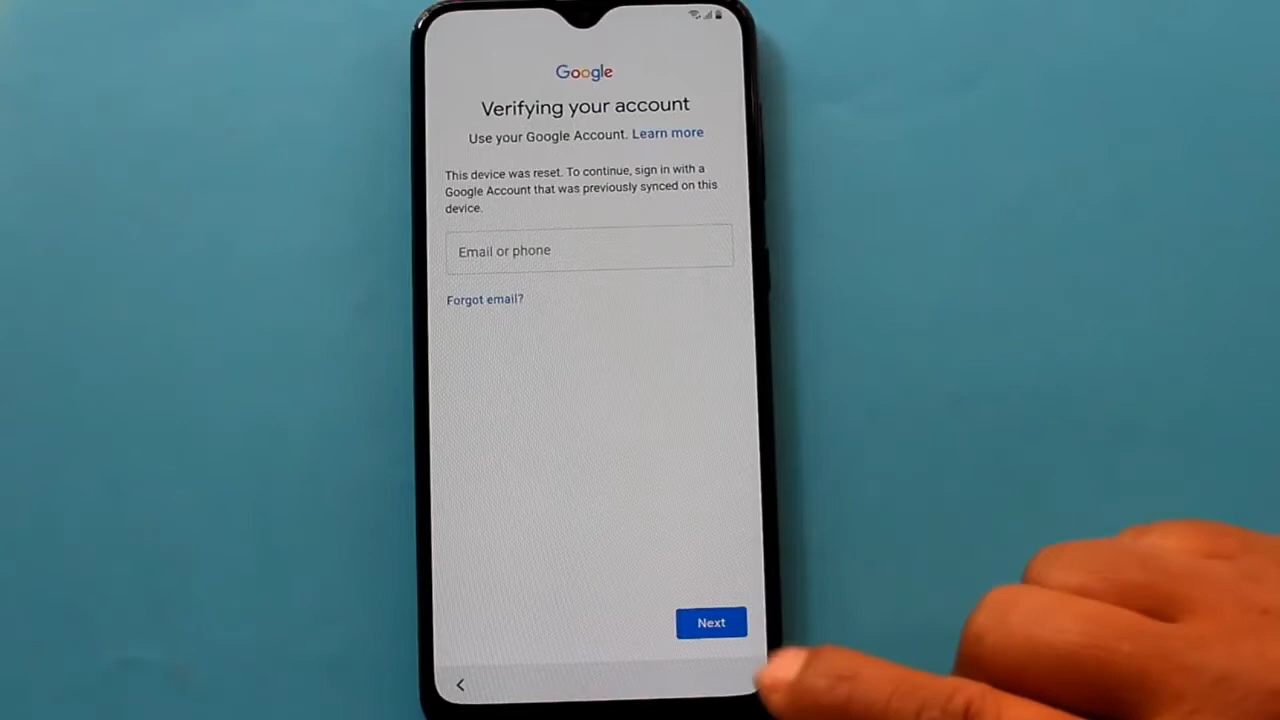 Google
Verifying your account
Use your Google Account. Learn more
This device was reset. To continue, sign in with a
Google Account that was previously synced on this
device.
Email or phone
Forgot email?
Next